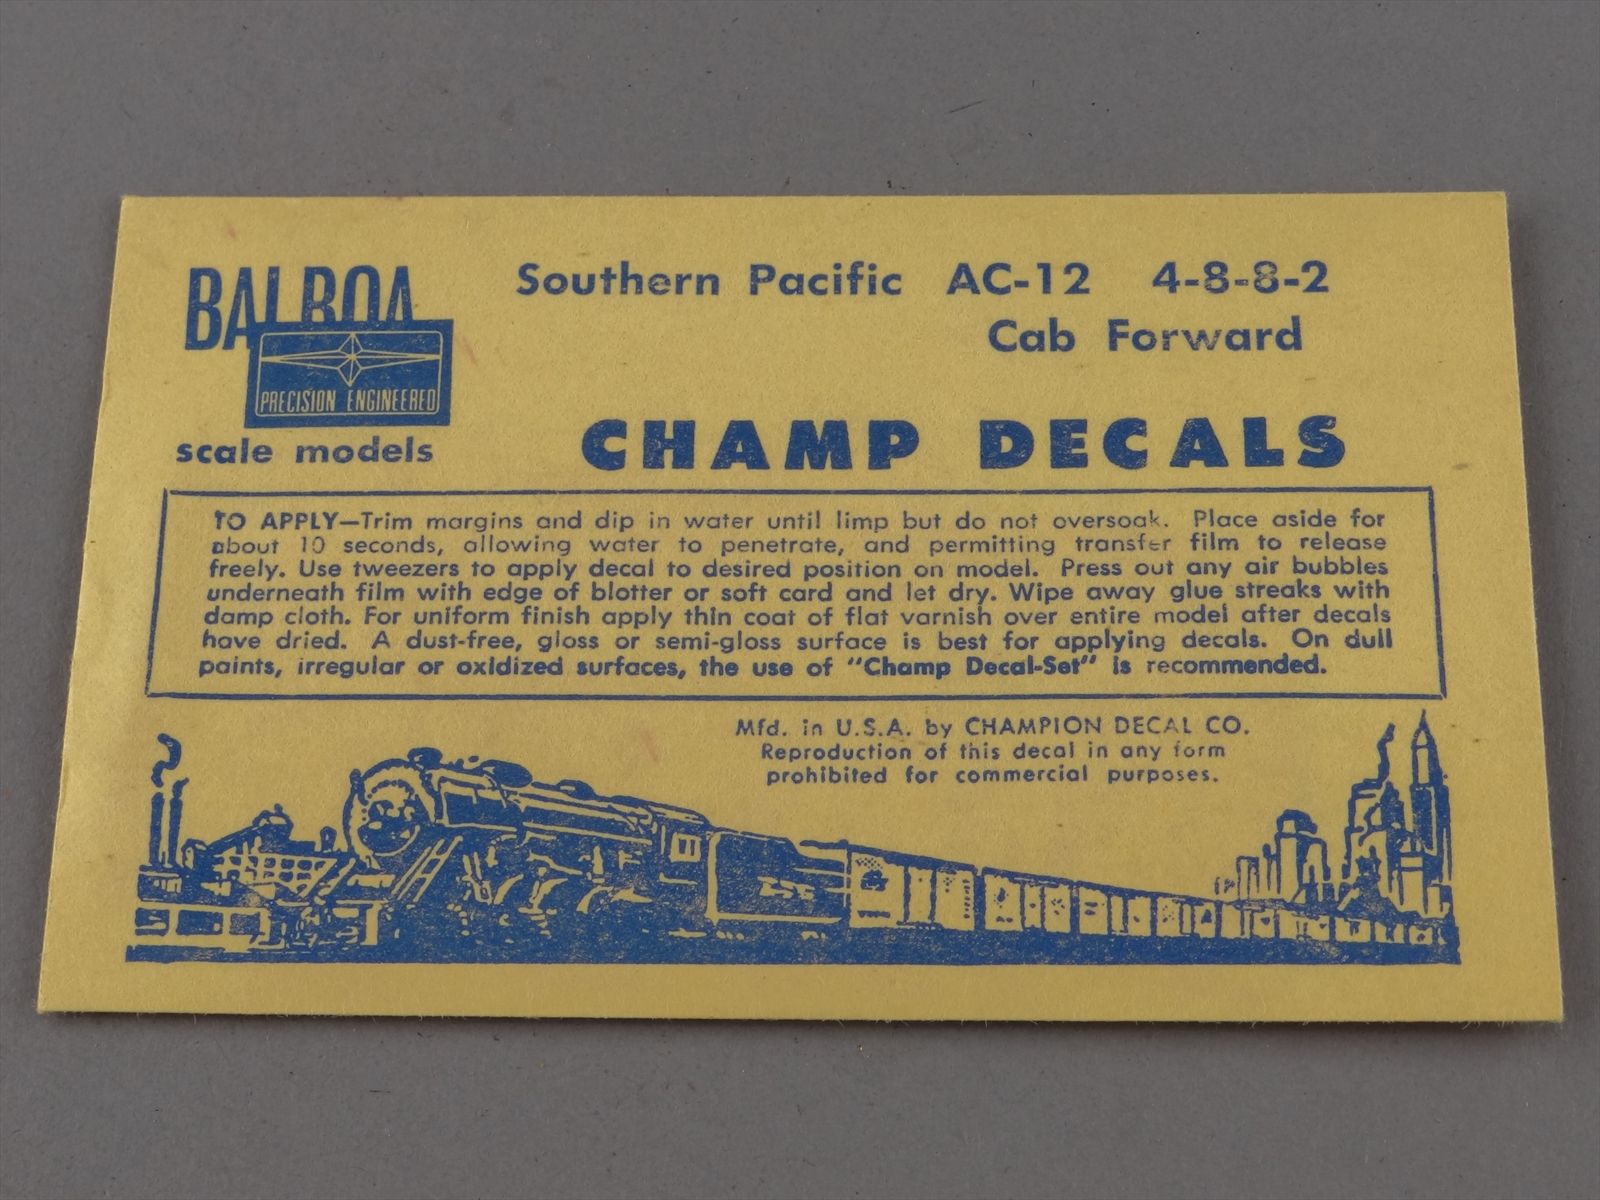 BALBOA
PRECISION ENGINEERED
scale models
Southern Pacific AC-12 4-8-8-2
Cab Forward
CHAMP DECALS
TO APPLY—Trim margins and dip in water until limp but do not oversoak. Place aside for
about 10 seconds, allowing water to penetrate, and permitting transfer film to release
freely. Use tweezers to apply decal to desired position on model. Press out any air bubbles
underneath film with edge of blotter or soft card and let dry. Wipe away glue streaks with
damp cloth. For uniform finish apply thin coat of flat varnish over entire model after decals
have dried. A dust-free, gloss or semi-gloss surface is best for applying decals. On dull
paints, irregular or oxidized surfaces, the use of "Champ Decal-Set" is recommended.
Mfd. in U.S.A. by CHAMPION DECAL CO.
Reproduction of this decal in any form
prohibited for commercial purposes.